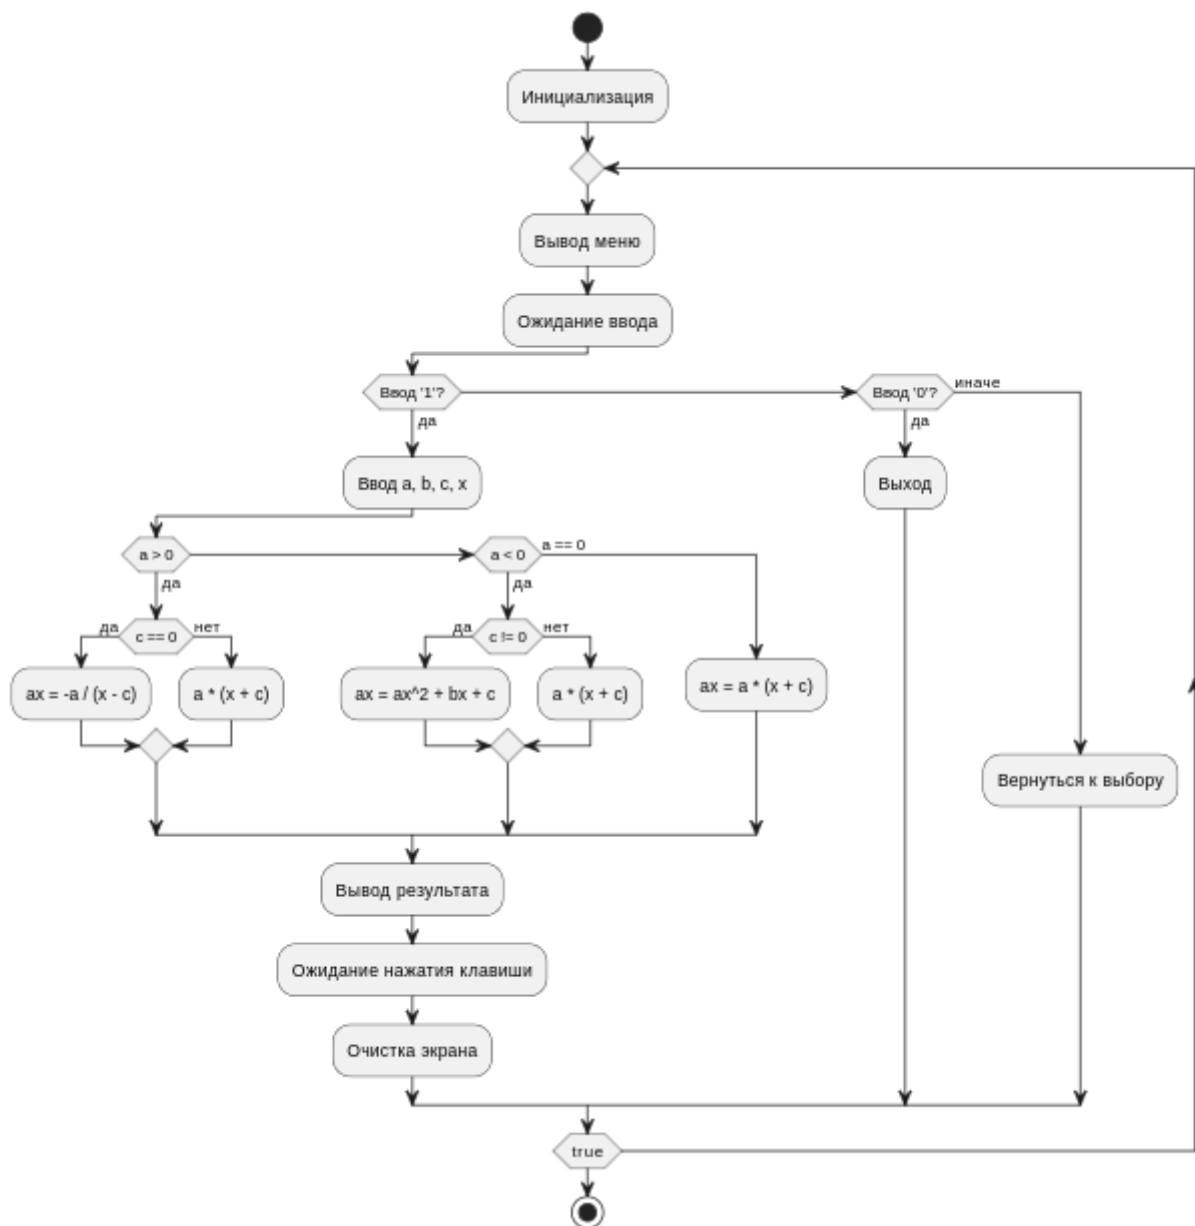 Инициализация
Вывод меню
Ожидание ввода
Ввод '1'?
Ввод '0'?
иначе
да
да
Ввод a, b, c, x
Выход
a > 0
a < 0
a == 0
да
да
да
c == 0
нет
да
c != 0
нет
ax = -a / (x - c)
a * (x + c)
ax = ax^2 + bx + c
a * (x + c)
ax = a * (x + c)
Вернуться к выбору
Вывод результата
Ожидание нажатия клавиши
Очистка экрана
true